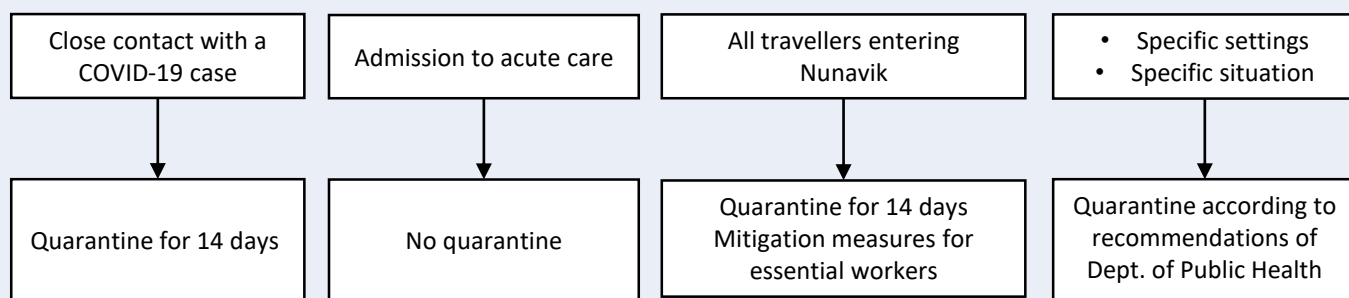 Close contact with a
COVID-19 case
Admission to acute care
All travellers entering
Nunavik
• Specific settings
• Specific situation
Quarantine for 14 days
No quarantine
Quarantine for 14 days
Mitigation measures for
essential workers
Quarantine according to
recommendations of
Dept. of Public Health